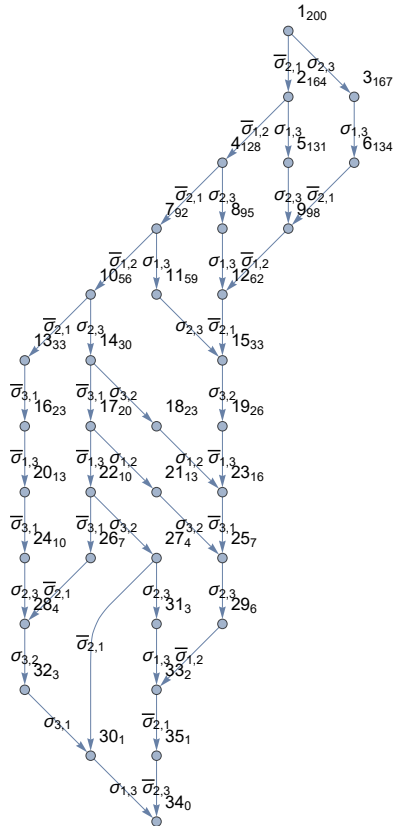 1₂₀₀
σ̅₂,₁ σ₂,₃
2₁₆₄ 3₁₆₇
σ̅₁,₂ σ₁,₃ σ₁,₃
4₁₂₈ 5₁₃₁ 6₁₃₄
σ̅₂,₁ σ₂,₃ σ₂,₃ σ̅₂,₁
7₉₂ 8₉₅ 9₉₈
σ̅₁,₂ σ₁,₃ σ₁,₃ σ̅₁,₂
10₅₆ 11₅₉ 12₆₂
σ̅₂,₁ σ₂,₃ σ₂,₃ σ̅₂,₁
13₃₃ 14₃₀ 15₃₃
σ̅₃,₁ σ̅₃,₁ σ₃,₂ σ₃,₂
16₂₃ 17₂₀ 18₂₃ 19₂₆
σ̅₁,₃ σ̅₁,₃ σ₁,₂ σ₁,₂ σ̅₁,₃
20₁₃ 22₁₀ 21₁₃ 23₁₆
σ̅₃,₁ σ̅₃,₁ σ₃,₂ σ₃,₂ σ̅₃,₁
24₁₀ 26₇ 27₄ 25₇
σ₂,₃ σ̅₂,₁ σ₂,₃ σ₂,₃
28₄ 31₃ 29₆
σ̅₂,₁
σ₃,₂ σ₁,₃ σ̅₁,₂
32₃ 33₂
σ₃,₁ σ̅₂,₁
30₁ 35₁
σ₁,₃ σ̅₂,₃
34₀